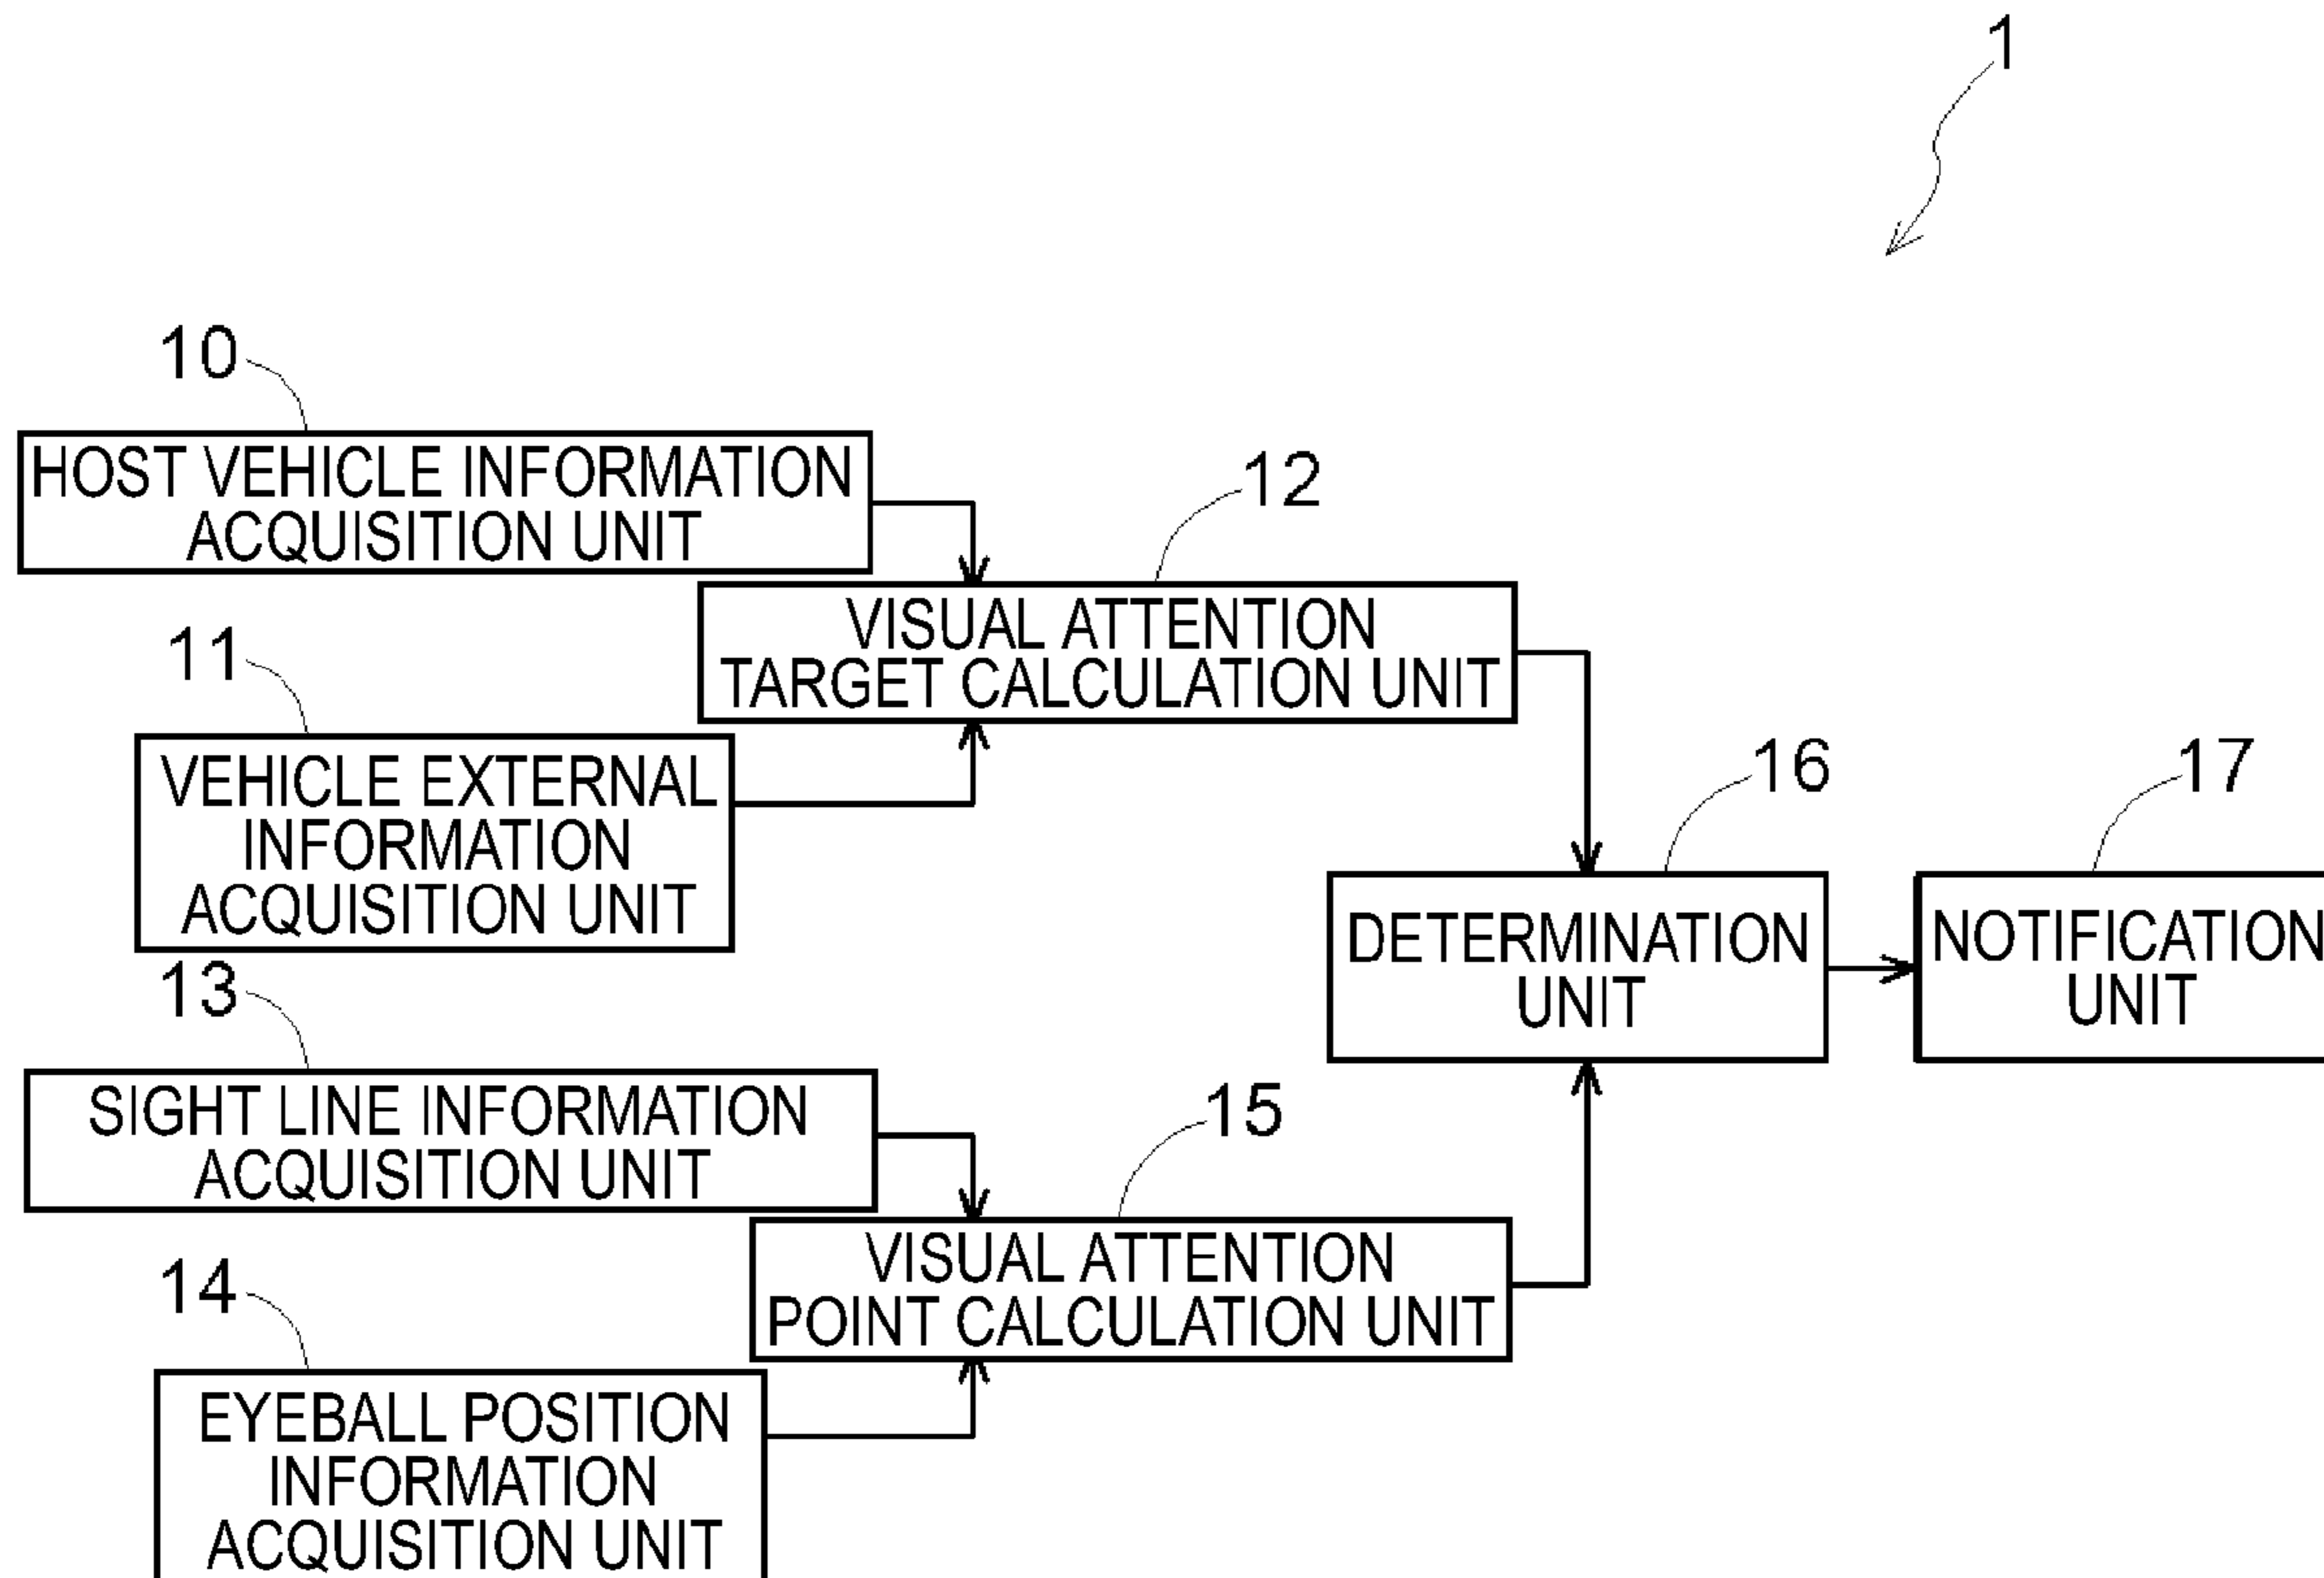 1
10
HOST VEHICLE INFORMATION
ACQUISITION UNIT
12
VISUAL ATTENTION
TARGET CALCULATION UNIT
11
VEHICLE EXTERNAL
INFORMATION
ACQUISITION UNIT
16
DETERMINATION
UNIT
17
NOTIFICATION
UNIT
13
SIGHT LINE INFORMATION
ACQUISITION UNIT
15
VISUAL ATTENTION
POINT CALCULATION UNIT
14
EYEBALL POSITION
INFORMATION
ACQUISITION UNIT